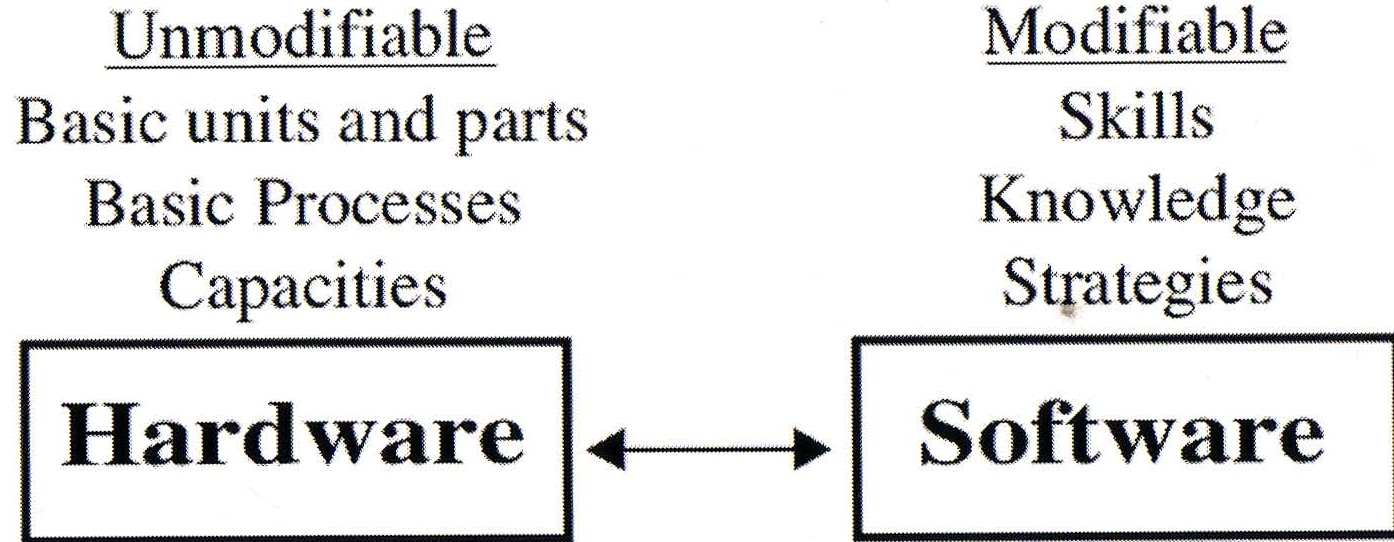 Unmodifiable
Basic units and parts
Basic Processes
Capacities
Hardware
Modifiable
Skills
Knowledge
Strategies
Software